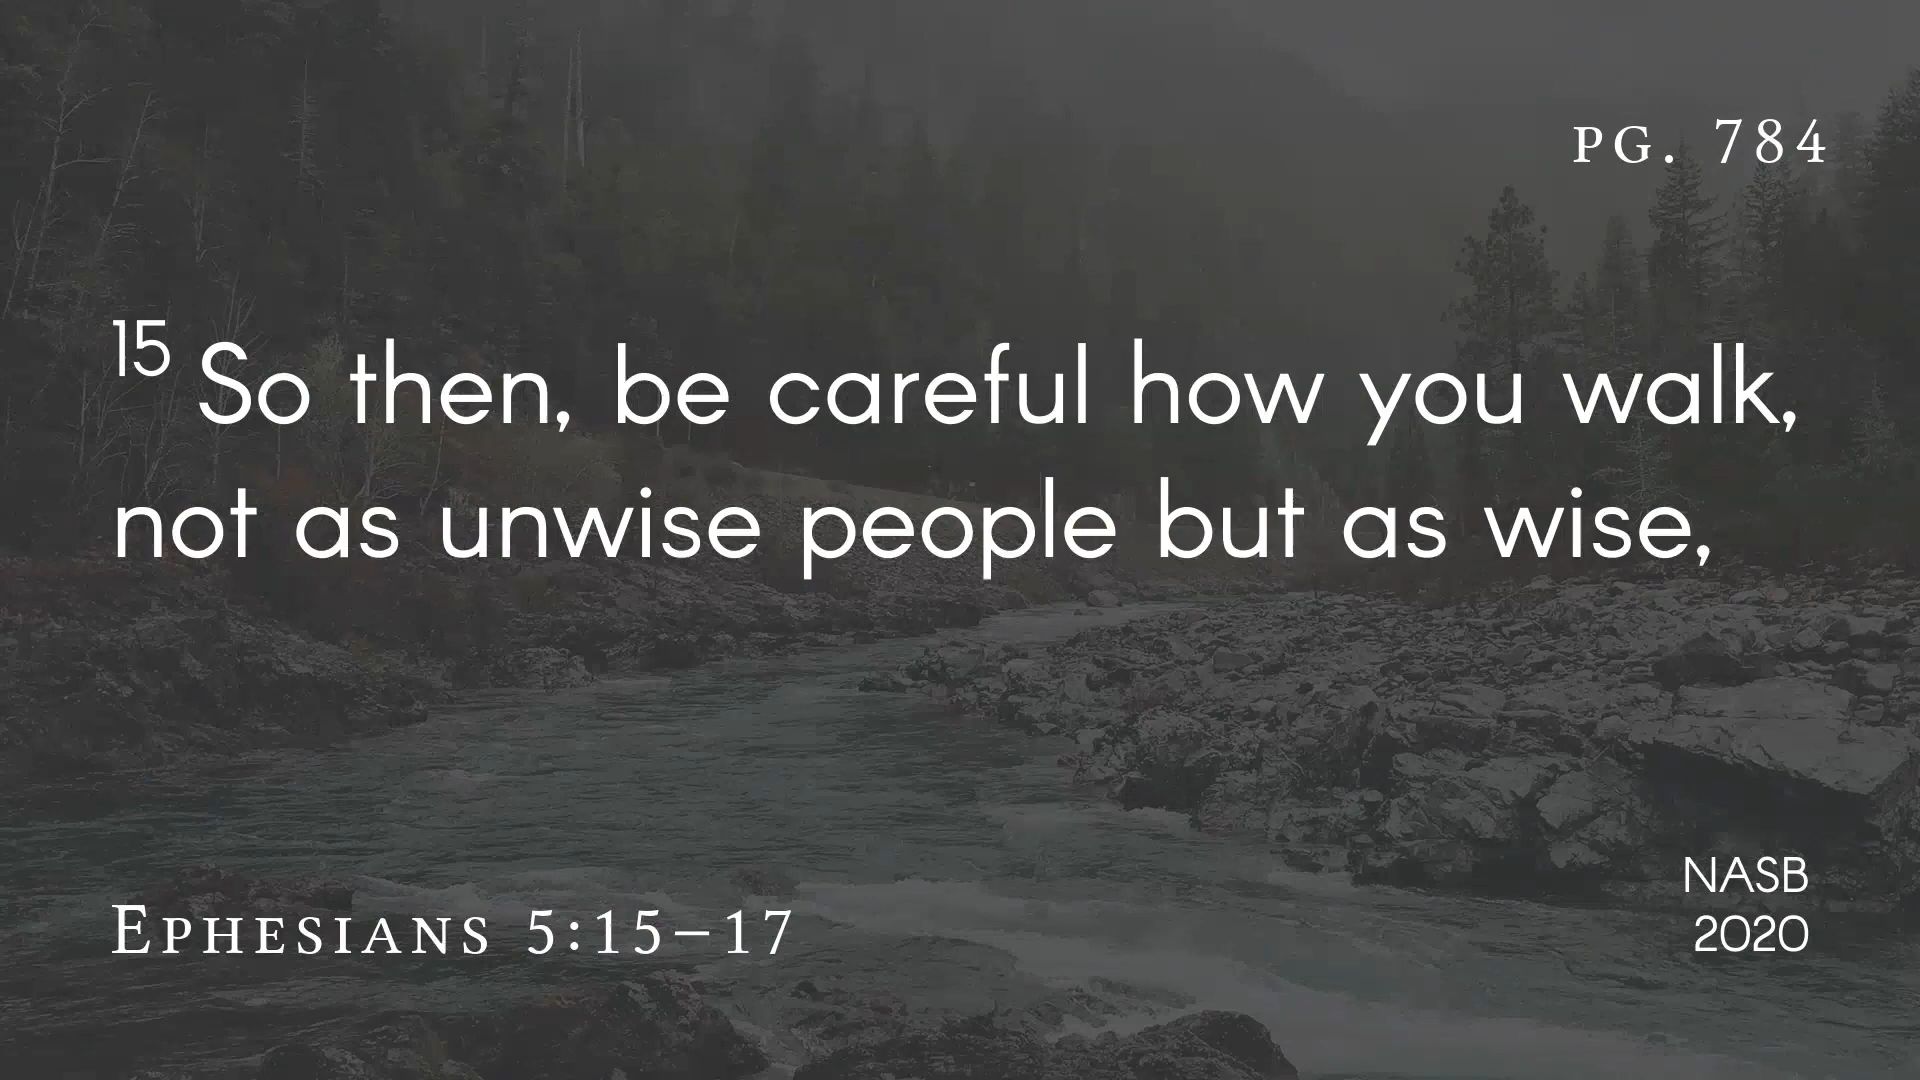 PG. 784
15 So then, be careful how you walk,
not as unwise people but as wise,
EPHESIANS 5:15–17
NASB
2020